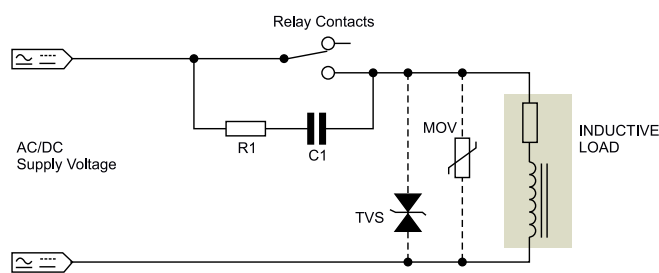 Relay Contacts
R1
C1
MOV
INDUCTIVE
LOAD
AC/DC
Supply Voltage
TVS